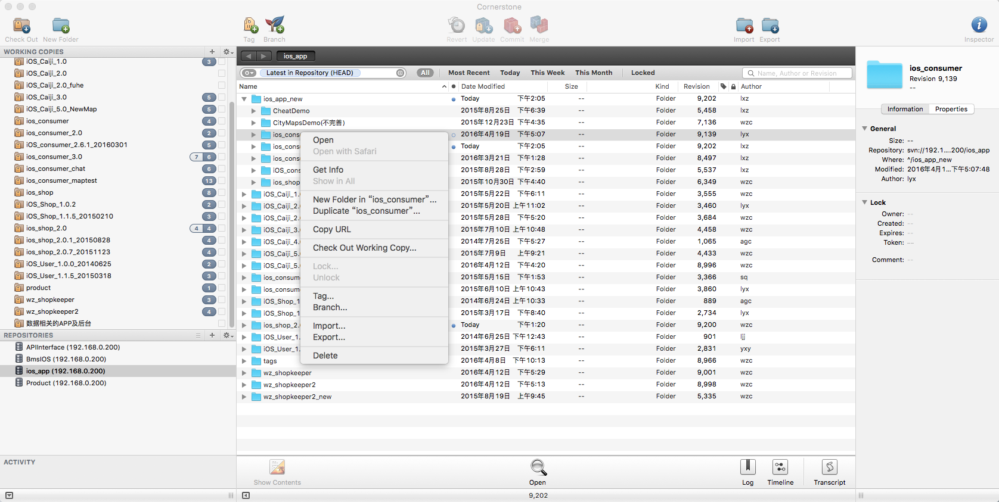 Cornerstone
Check Out New Folder Tag Branch Revert Update Commit Merge Import Export Inspector
WORKING COPIES
iOS_Caiji_1.0 3
iOS_Caiji_2.0
iOS_Caiji_2.0_fuhe
iOS_Caiji_3.0 5
iOS_Caiji_5.0_NewMap 5
ios_consumer 4
ios_consumer_2.0 2
iOS_consumer_2.6.1_20160301 5
ios_consumer_3.0 7 6
ios_consumer_chat 6
ios_consumer_maptest 13
ios_shop 8
iOS_Shop_1.0.2 2
iOS_Shop_1.1.5_20150210 3
ios_shop_2.0 4 4
ios_shop_2.0.1_20150828 4
ios_shop_2.0.7_20151123 4
iOS_User_1.0.0_20140625 2
iOS_User_1.1.5_20150318 3
product 1
wz_shopkeeper 3
wz_shopkeeper2 4
数据相关的APP及后台
REPOSITORIES
APIInterface (192.168.0.200)
BmsIOS (192.168.0.200)
ios_app (192.168.0.200)
Product (192.168.0.200)
ACTIVITY
ios_app
Latest in Repository (HEAD) All Most Recent Today This Week This Month Locked Name, Author or Revision
Name Date Modified Size Kind Revision Author
ios_app_new Today 下午2:05 -- Folder 9,202 lxz
CheatDemo 2015年8月25日 下午6:39 -- Folder 5,458 lxz
CityMapsDemo(不完善) 2015年12月23日 下午4:35 -- Folder 7,136 wzc
ios_cons 2016年4月19日 下午5:07 -- Folder 9,139 lyx
ios_cons Today 下午2:05 -- Folder 9,202 lxz
ios_cons 2016年3月21日 下午1:28 -- Folder 8,497 lxz
iOS_cons 2015年8月28日 下午2:59 -- Folder 5,537 lxz
ios_shop 2015年10月30日 下午4:40 -- Folder 6,349 wzc
iOS_Caiji_1. 2015年5月22日 下午6:11 -- Folder 3,555 wzc
iOS_Caiji_2. 2015年5月20日 上午11:02 -- Folder 3,460 lyx
iOS_Caiji_2. 2015年5月28日 下午5:20 -- Folder 3,684 wzc
iOS_Caiji_3. 2015年7月10日 上午10:48 -- Folder 4,458 wzc
iOS_Caiji_4. 2014年7月25日 下午5:27 -- Folder 1,065 agc
iOS_Caiji_5. 2015年7月9日 上午9:21 -- Folder 4,433 wzc
iOS_Caiji_5. 2016年4月12日 下午4:20 -- Folder 8,996 wzc
ios_consume 2015年5月15日 下午1:53 -- Folder 3,366 sq
ios_consum 2015年6月10日 上午10:43 -- Folder 3,860 lyx
iOS_Shop_1 2014年6月24日 上午10:33 -- Folder 889 agc
iOS_Shop_1 2015年3月17日 下午8:40 -- Folder 2,734 lyx
ios_shop_2. Today 下午1:20 -- Folder 9,200 wzc
iOS_User_1. 2014年6月25日 下午12:43 -- Folder 901 ljj
iOS_User_1. 2015年3月27日 下午6:11 -- Folder 2,831 yxy
tags 2016年4月8日 下午10:13 -- Folder 8,966 wzc
wz_shopkeeper 2016年4月12日 下午5:29 -- Folder 9,001 wzc
wz_shopkeeper2 2016年4月12日 下午5:13 -- Folder 8,998 wzc
wz_shopkeeper2_new 2015年8月19日 上午9:45 -- Folder 5,335 wzc
Open
Open with Safari
Get Info
Show in All
New Folder in “ios_consumer”...
Duplicate “ios_consumer”...
Copy URL
Check Out Working Copy...
Lock...
Unlock
Tag...
Branch...
Import...
Export...
Delete
Show Contents Open Log Timeline Transcript
9,202
ios_consumer
Revision 9,139
--
Information Properties
General
Size: --
Repository: svn://192.1....200/ios_app
Where: ^/ios_app_new
Modified: 2016年4月1...下午5:07:48
Author: lyx
Lock
Owner: --
Created: --
Expires: --
Token: --
Comment: --